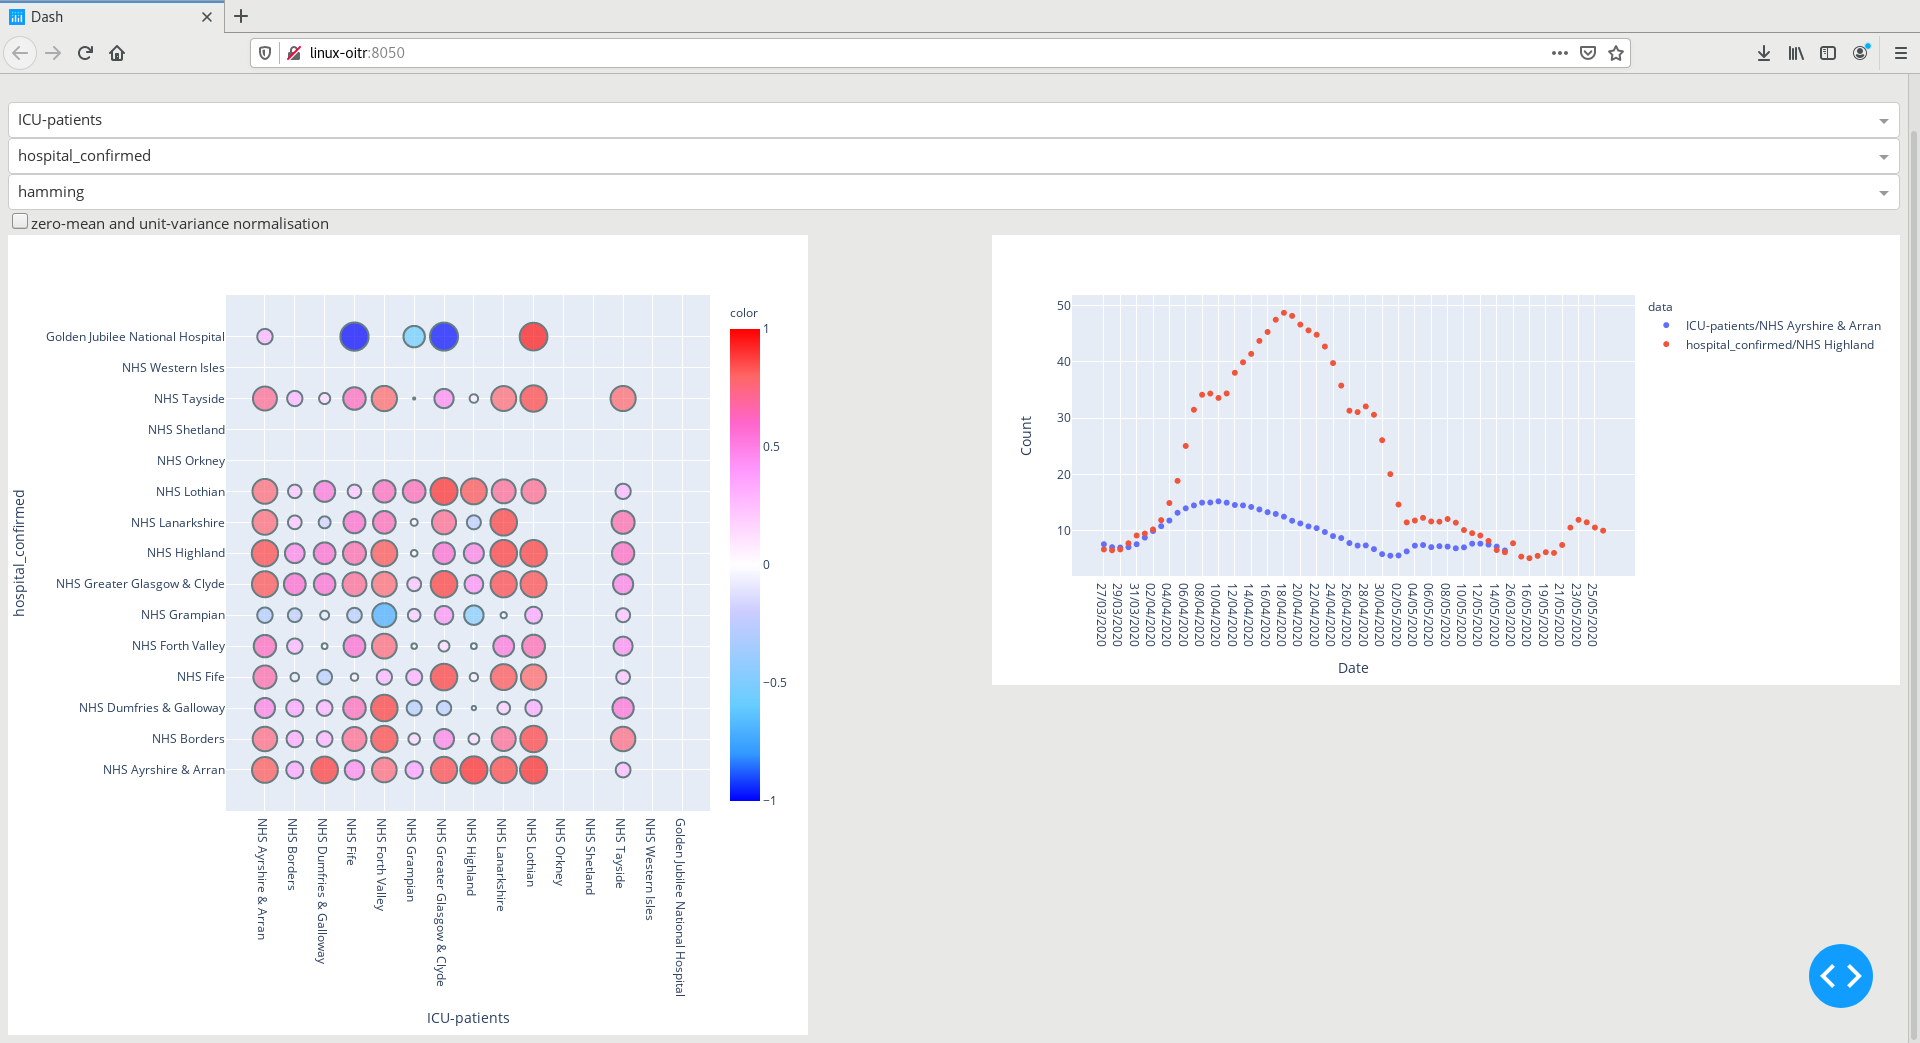 Dash
linux-oitr:8050
ICU-patients
hospital_confirmed
hamming
zero-mean and unit-variance normalisation
hospital_confirmed
Golden Jubilee National Hospital
NHS Western Isles
NHS Tayside
NHS Shetland
NHS Orkney
NHS Lothian
NHS Lanarkshire
NHS Highland
NHS Greater Glasgow & Clyde
NHS Grampian
NHS Forth Valley
NHS Fife
NHS Dumfries & Galloway
NHS Borders
NHS Ayrshire & Arran
NHS Ayrshire & Arran
NHS Borders
NHS Dumfries & Galloway
NHS Fife
NHS Forth Valley
NHS Grampian
NHS Greater Glasgow & Clyde
NHS Highland
NHS Lanarkshire
NHS Lothian
NHS Orkney
NHS Shetland
NHS Tayside
NHS Western Isles
Golden Jubilee National Hospital
ICU-patients
color
1
0.5
0
−0.5
−1
Count
50
40
30
20
10
27/03/2020
29/03/2020
31/03/2020
02/04/2020
04/04/2020
06/04/2020
08/04/2020
10/04/2020
12/04/2020
14/04/2020
16/04/2020
18/04/2020
20/04/2020
22/04/2020
24/04/2020
26/04/2020
28/04/2020
30/04/2020
02/05/2020
04/05/2020
06/05/2020
08/05/2020
10/05/2020
12/05/2020
14/05/2020
26/03/2020
16/05/2020
19/05/2020
21/05/2020
23/05/2020
25/05/2020
Date
data
ICU-patients/NHS Ayrshire & Arran
hospital_confirmed/NHS Highland